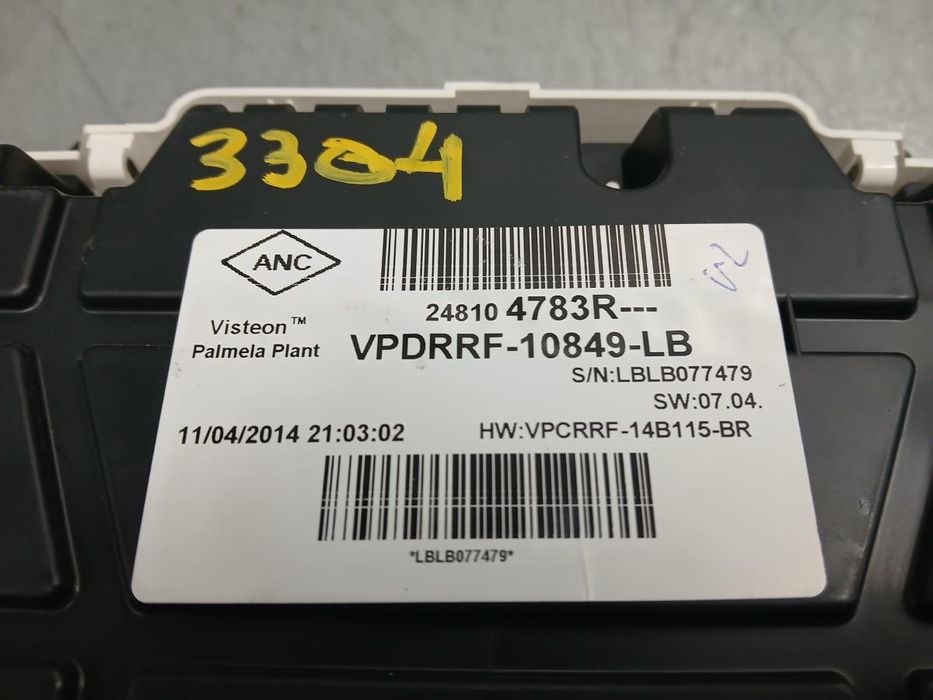 3304
ANC
24810 4783R---
Visteon™
Palmela Plant
VPDRRF-10849-LB
S/N:LBLB077479
SW:07.04.
11/04/2014 21:03:02
HW:VPCRRF-14B115-BR
*LBLB077479*